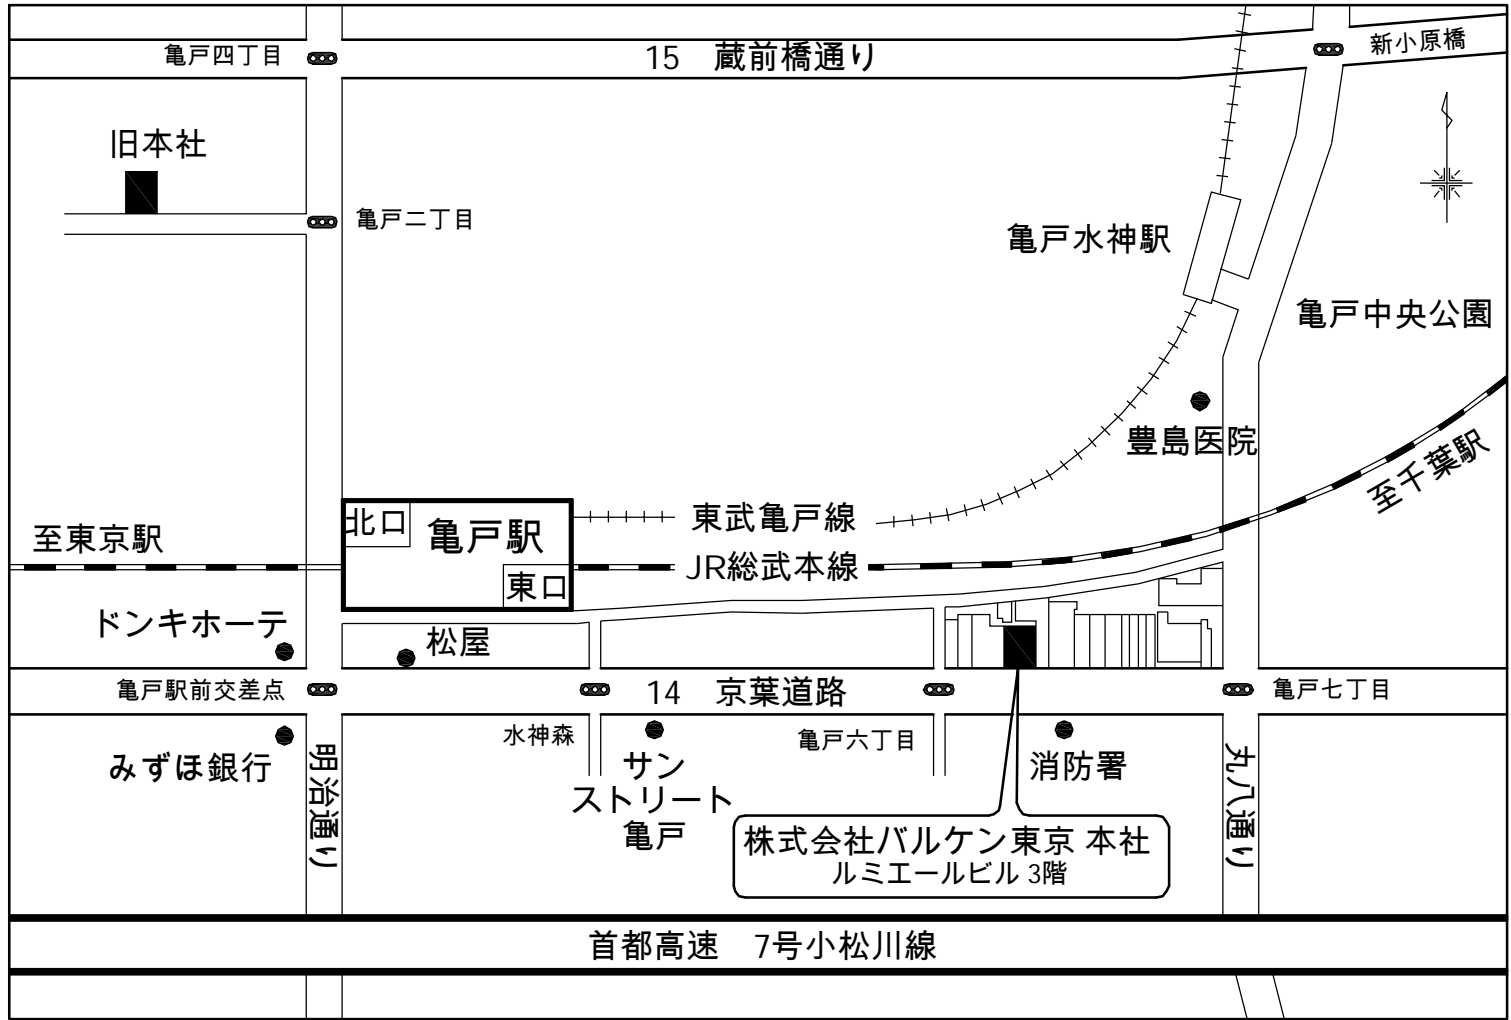 亀戸四丁目
15 蔵前橋通り
新小原橋
旧本社
亀戸二丁目
亀戸水神駅
亀戸中央公園
豊島医院
至千葉駅
至東京駅
北口
亀戸駅
東口
東武亀戸線
JR総武本線
ドンキホーテ
松屋
亀戸駅前交差点
14 京葉道路
亀戸七丁目
みずほ銀行
明治通り
水神森
サン
ストリート
亀戸
亀戸六丁目
消防署
丸八通り
株式会社バルケン東京 本社
ルミエールビル 3階
首都高速 7号小松川線